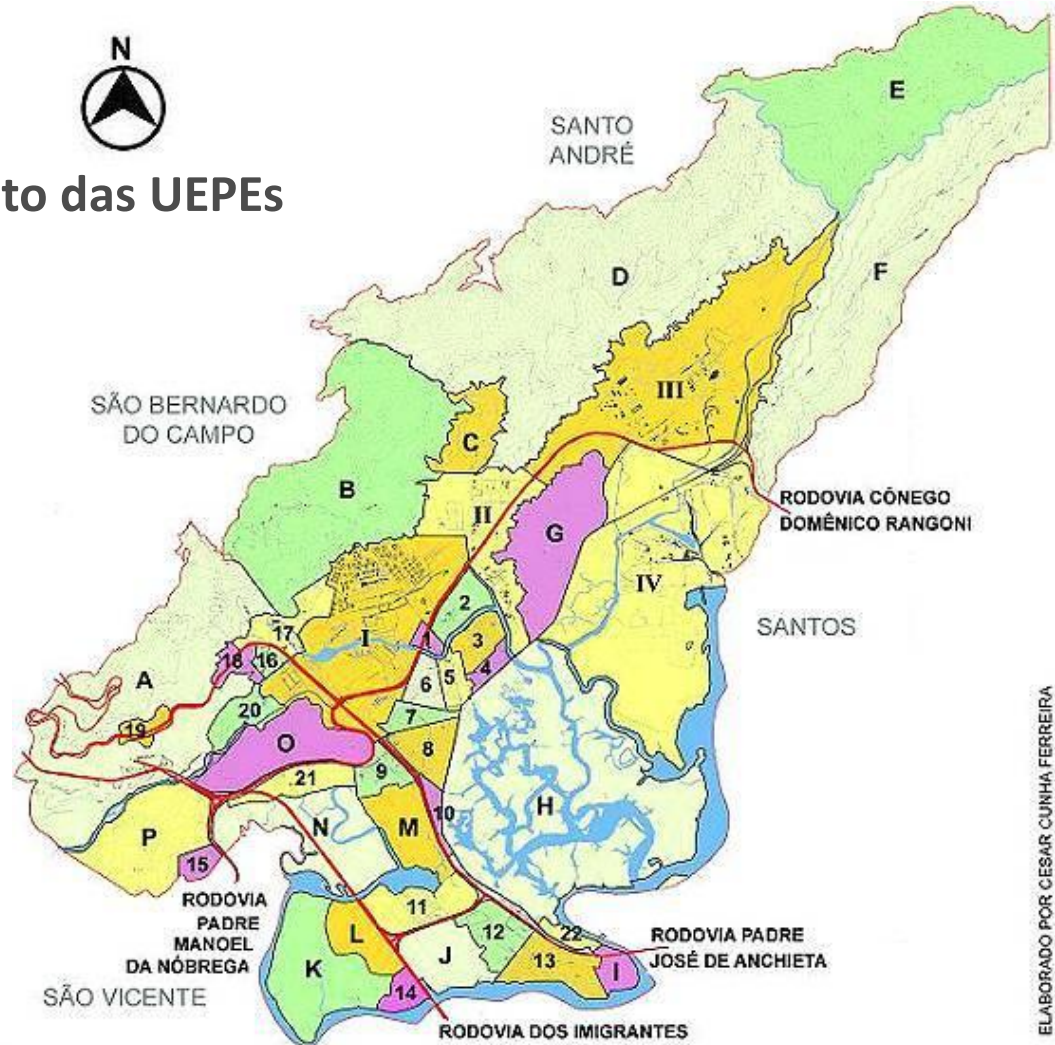 N
to das UEPEs
SANTO
ANDRÉ
E
D
F
III
SÃO BERNARDO
DO CAMPO
C
B
II
G
RODOVIA CÔNEGO
DOMÊNICO RANGONI
IV
2
SANTOS
17
I
1
3
18
16
4
A
6
5
20
7
19
O
8
9
21
10
H
N
M
P
15
RODOVIA
PADRE
MANOEL
DA NÓBREGA
11
L
12
22
RODOVIA PADRE
JOSÉ DE ANCHIETA
J
13
K
I
14
SÃO VICENTE
RODOVIA DOS IMIGRANTES
ELABORADO POR CESAR CUNHA FERREIRA